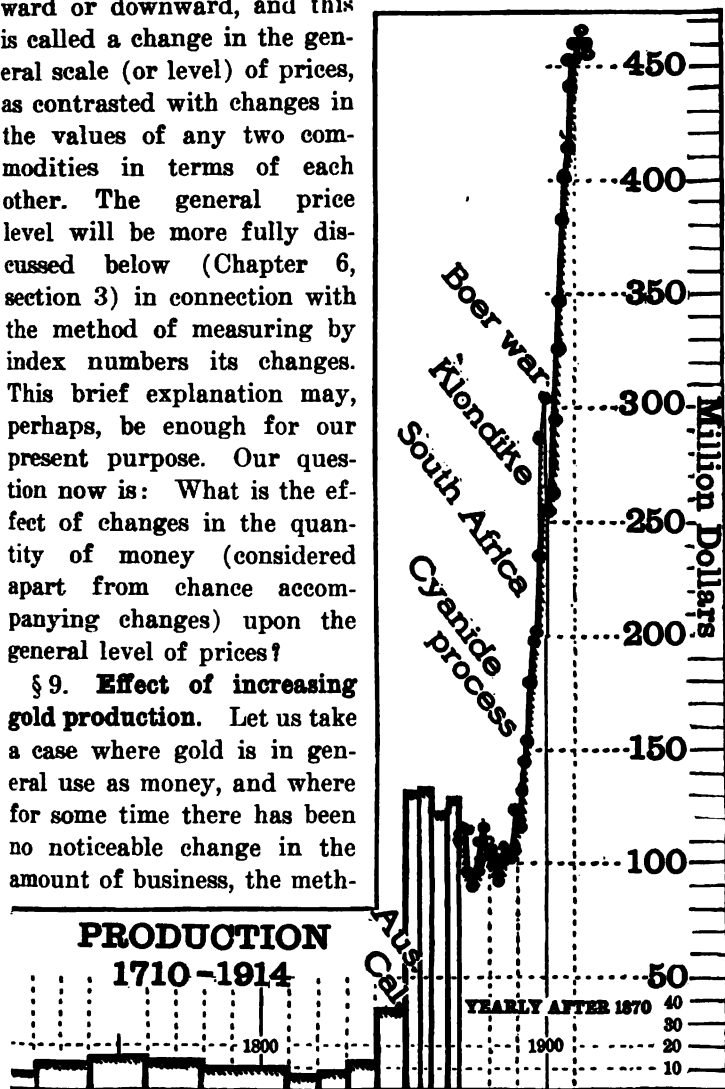 ward or downward, and this
is called a change in the gen-
eral scale (or level) of prices,
as contrasted with changes in
the values of any two com-
modities in terms of each
other. The general price
level will be more fully dis-
cussed below (Chapter 6,
section 3) in connection with
the method of measuring by
index numbers its changes.
This brief explanation may,
perhaps, be enough for our
present purpose. Our ques-
tion now is: What is the ef-
fect of changes in the quan-
tity of money (considered
apart from chance accom-
panying changes) upon the
general level of prices?
§ 9. Effect of increasing
gold production. Let us take
a case where gold is in gen-
eral use as money, and where
for some time there has been
no noticeable change in the
amount of business, the meth-
PRODUCTION
1710-1914
1800
Aus.
Cal.
Boer war
Klondike
South Africa
Cyanide
process
450
400
350
300
250
200
150
100
50
40
30
20
10
Million Dollars
YEARLY AFTER 1870
1900